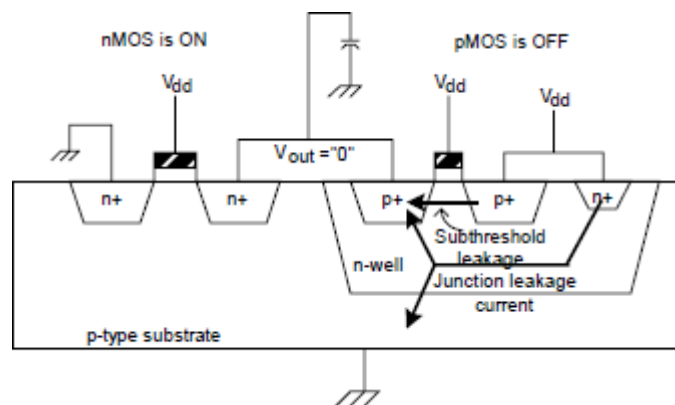 nMOS is ON
pMOS is OFF
Vdd
Vdd
Vdd
Vout ="0"
n+
n+
p+
p+
n+
Subthreshold
leakage
n-well
Junction leakage
current
p-type substrate